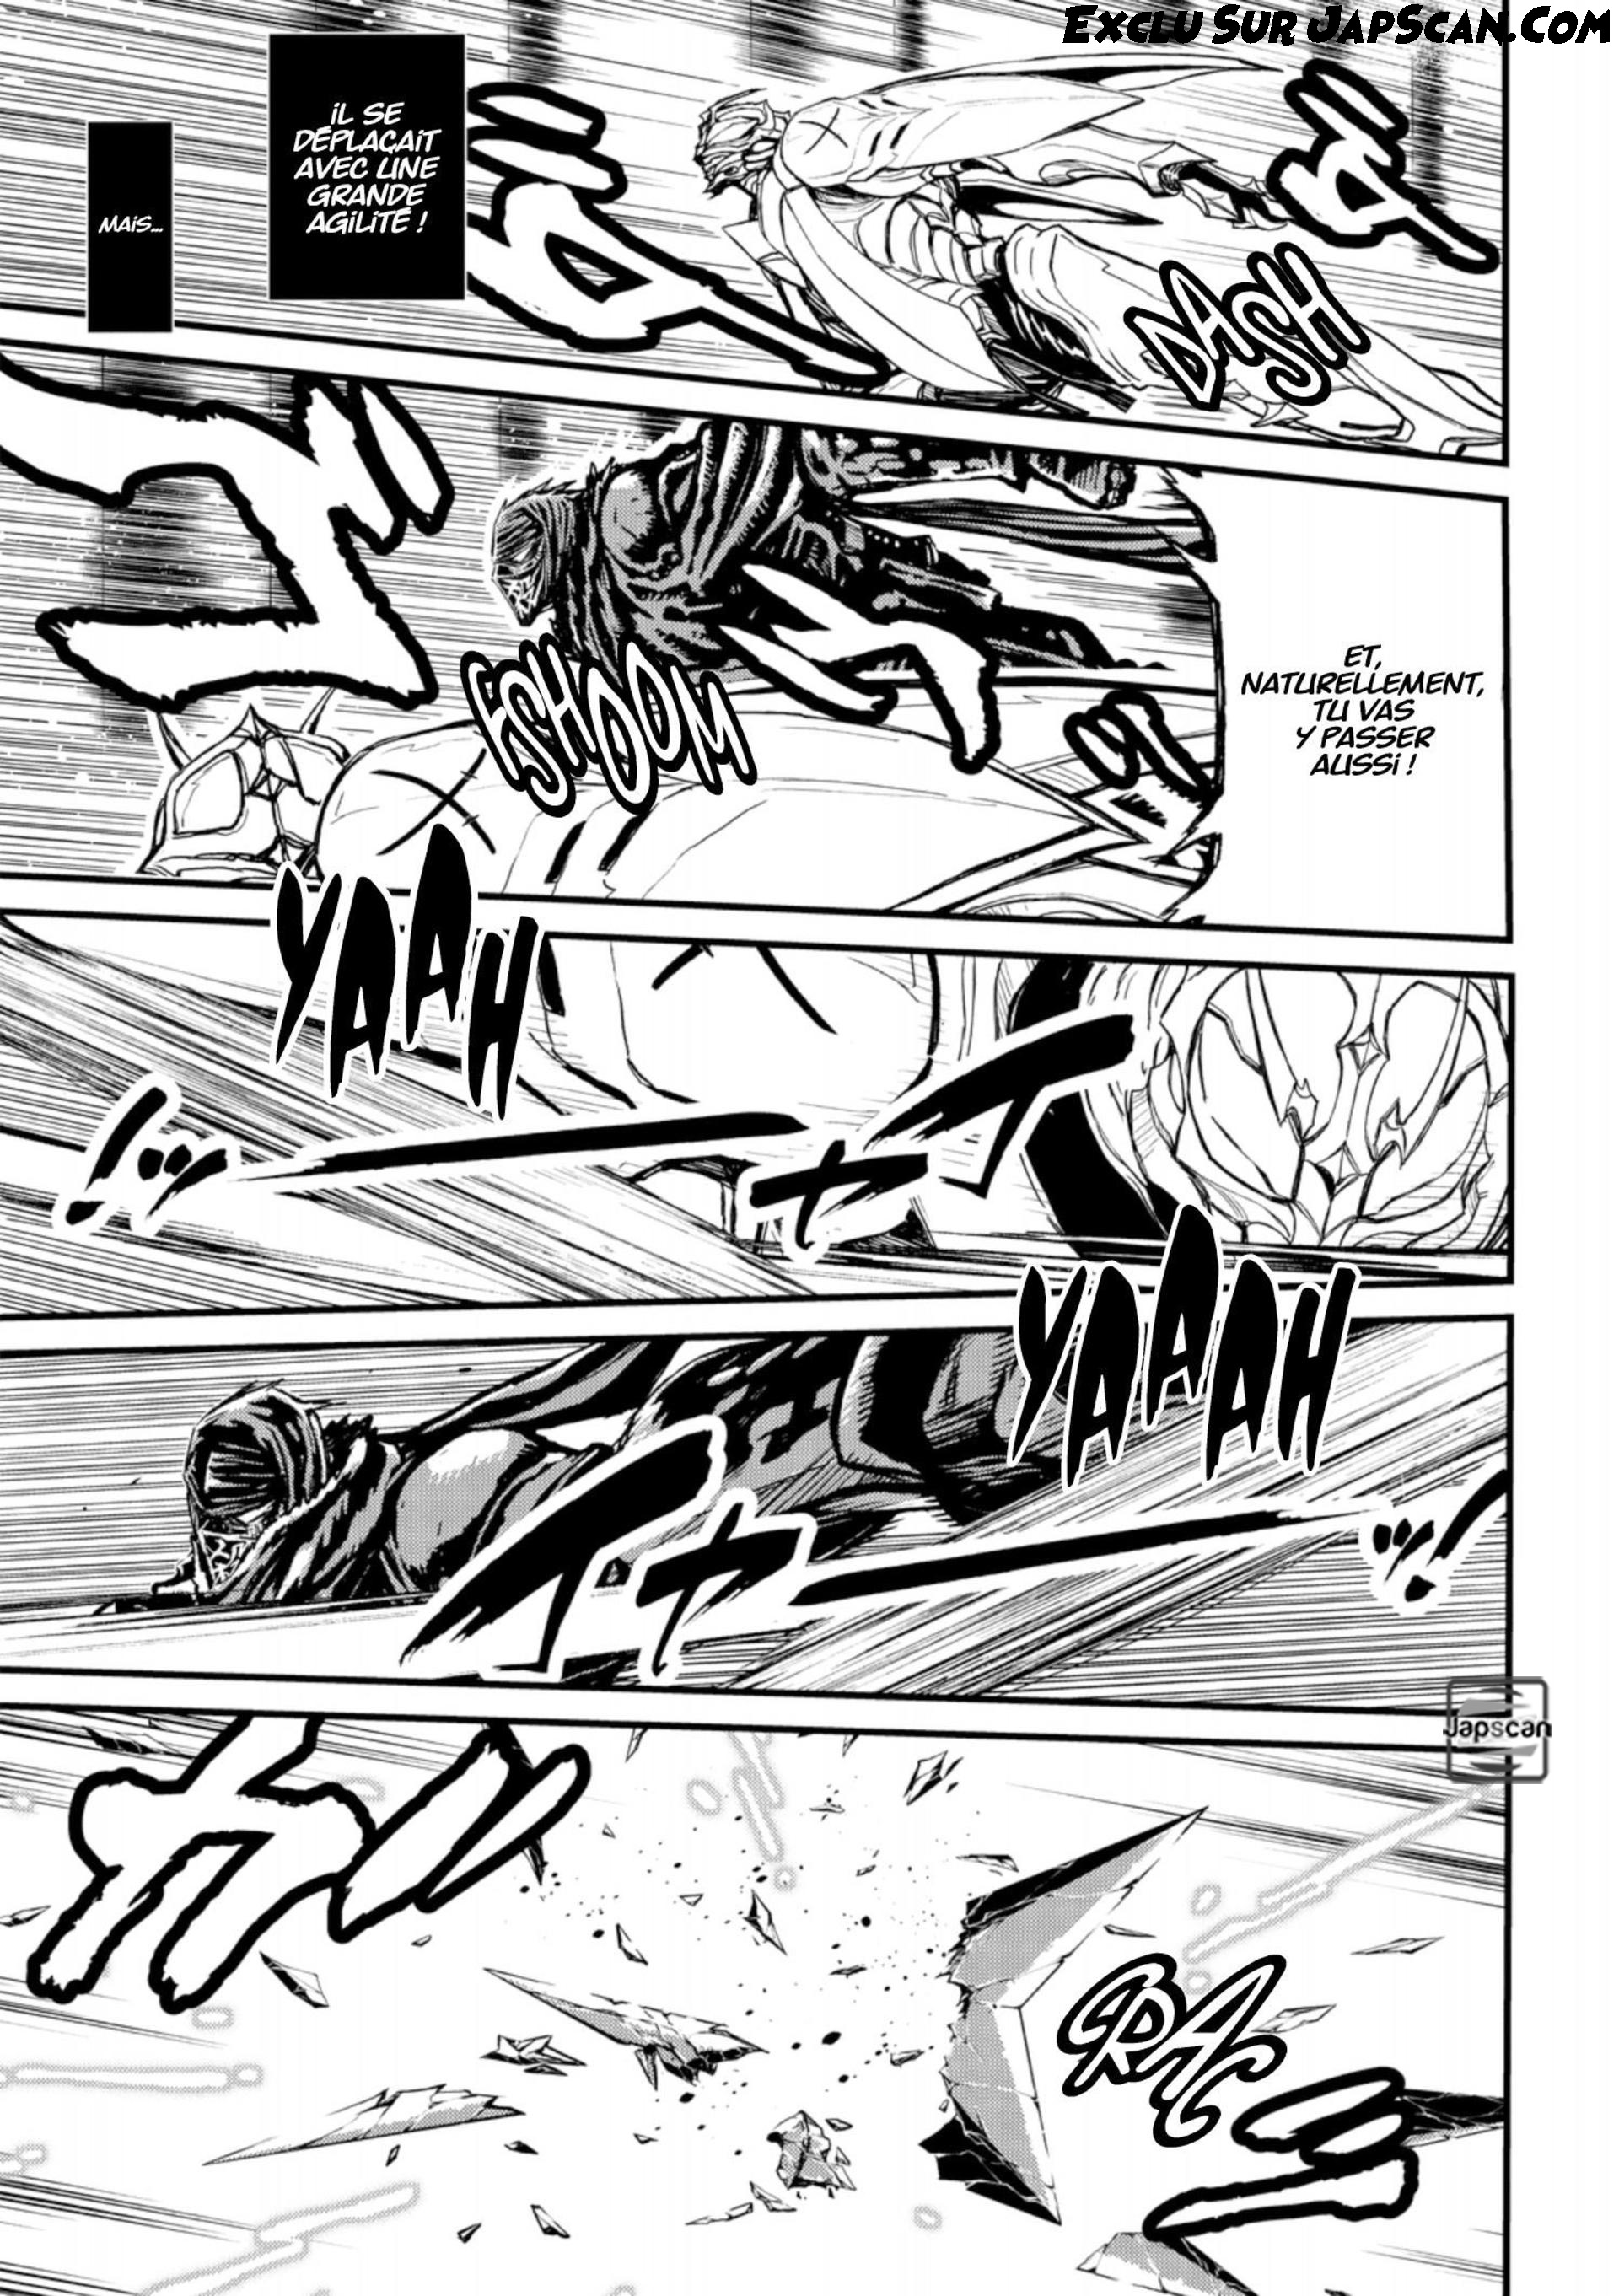 EXCLU SUR JAPSCAN.COM
IL SE
DÉPLAÇAIT
AVEC UNE
GRANDE
AGILITÉ !
MAIS...
DASH
ET,
NATURELLEMENT,
TU VAS
Y PASSER
AUSSI !
FSHOOM
YAAAH
YAAAAH
Japscan
CRAC